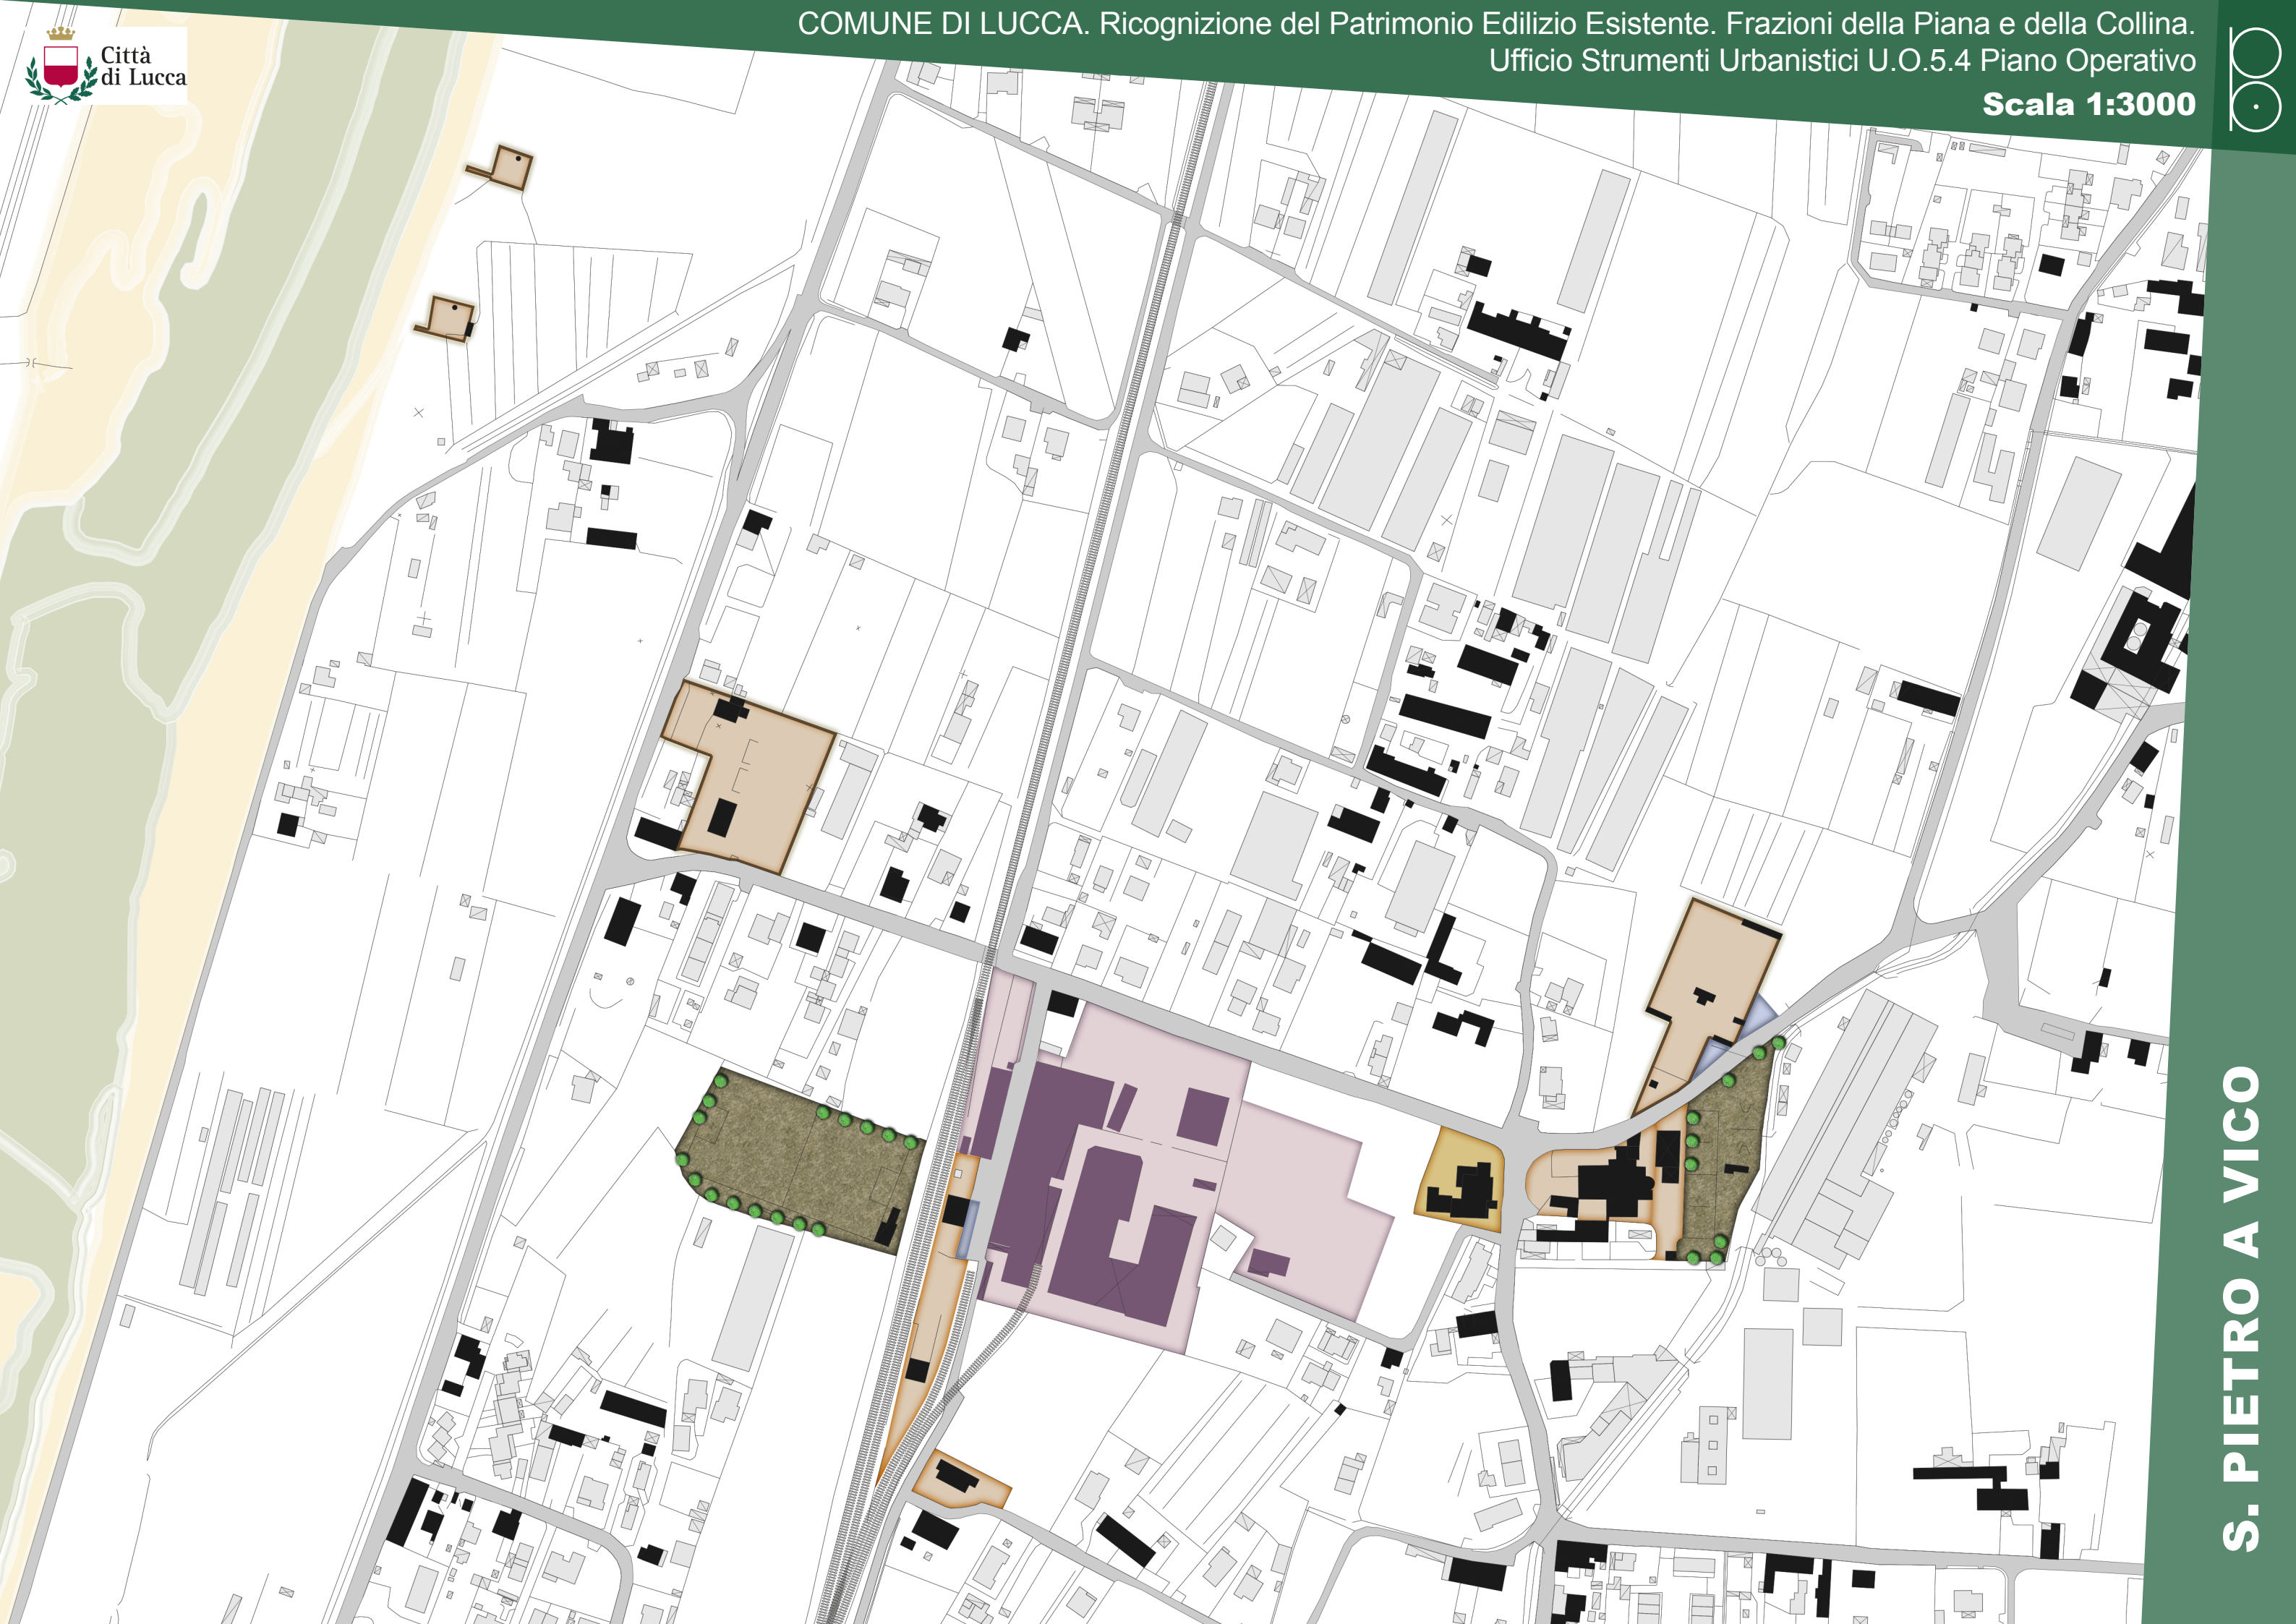 Città
di Lucca
COMUNE DI LUCCA. Ricognizione del Patrimonio Edilizio Esistente. Frazioni della Piana e della Collina.
Ufficio Strumenti Urbanistici U.O.5.4 Piano Operativo
Scala 1:3000
S. PIETRO A VICO